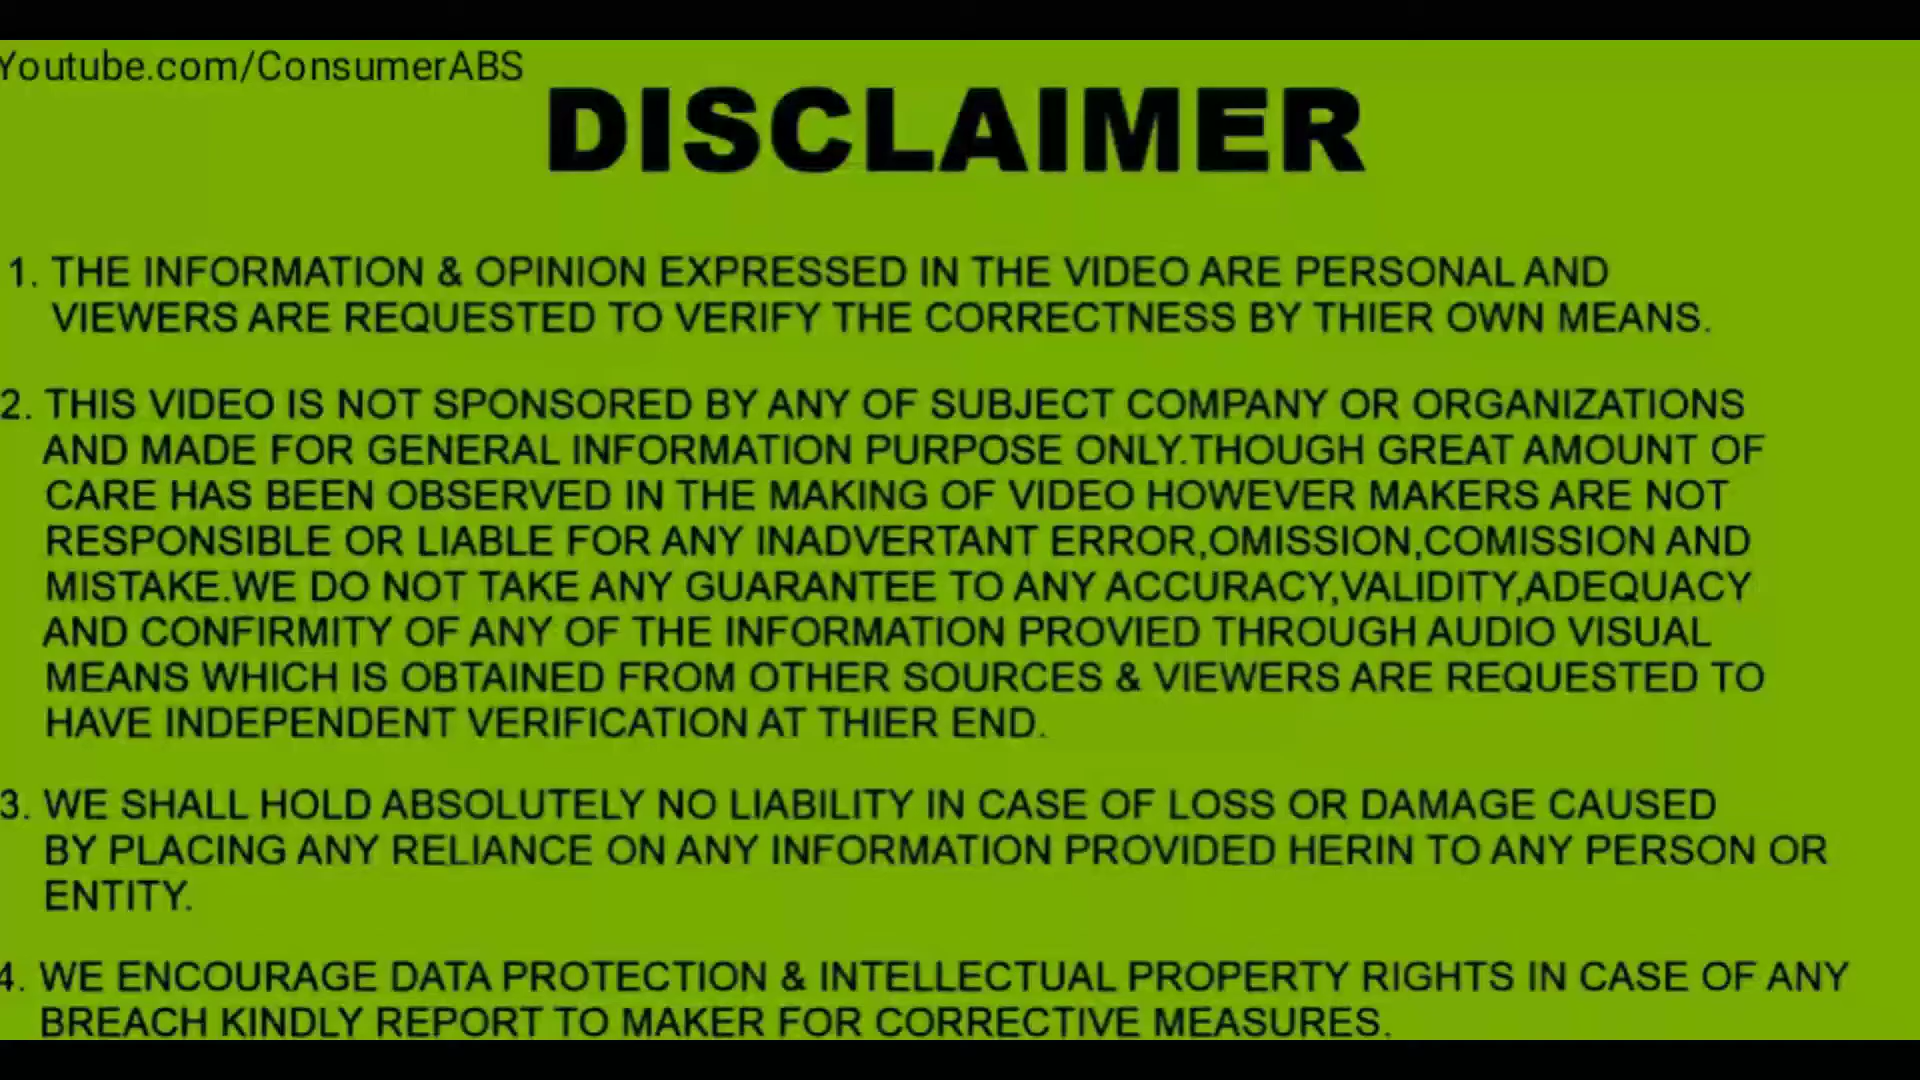 Youtube.com/ConsumerABS
DISCLAIMER
1. THE INFORMATION & OPINION EXPRESSED IN THE VIDEO ARE PERSONAL AND
VIEWERS ARE REQUESTED TO VERIFY THE CORRECTNESS BY THIER OWN MEANS.
2. THIS VIDEO IS NOT SPONSORED BY ANY OF SUBJECT COMPANY OR ORGANIZATIONS
AND MADE FOR GENERAL INFORMATION PURPOSE ONLY.THOUGH GREAT AMOUNT OF
CARE HAS BEEN OBSERVED IN THE MAKING OF VIDEO HOWEVER MAKERS ARE NOT
RESPONSIBLE OR LIABLE FOR ANY INADVERTANT ERROR,OMISSION,COMISSION AND
MISTAKE.WE DO NOT TAKE ANY GUARANTEE TO ANY ACCURACY,VALIDITY,ADEQUACY
AND CONFIRMITY OF ANY OF THE INFORMATION PROVIED THROUGH AUDIO VISUAL
MEANS WHICH IS OBTAINED FROM OTHER SOURCES & VIEWERS ARE REQUESTED TO
HAVE INDEPENDENT VERIFICATION AT THIER END.
3. WE SHALL HOLD ABSOLUTELY NO LIABILITY IN CASE OF LOSS OR DAMAGE CAUSED
BY PLACING ANY RELIANCE ON ANY INFORMATION PROVIDED HERIN TO ANY PERSON OR
ENTITY.
4. WE ENCOURAGE DATA PROTECTION & INTELLECTUAL PROPERTY RIGHTS IN CASE OF ANY
BREACH KINDLY REPORT TO MAKER FOR CORRECTIVE MEASURES.